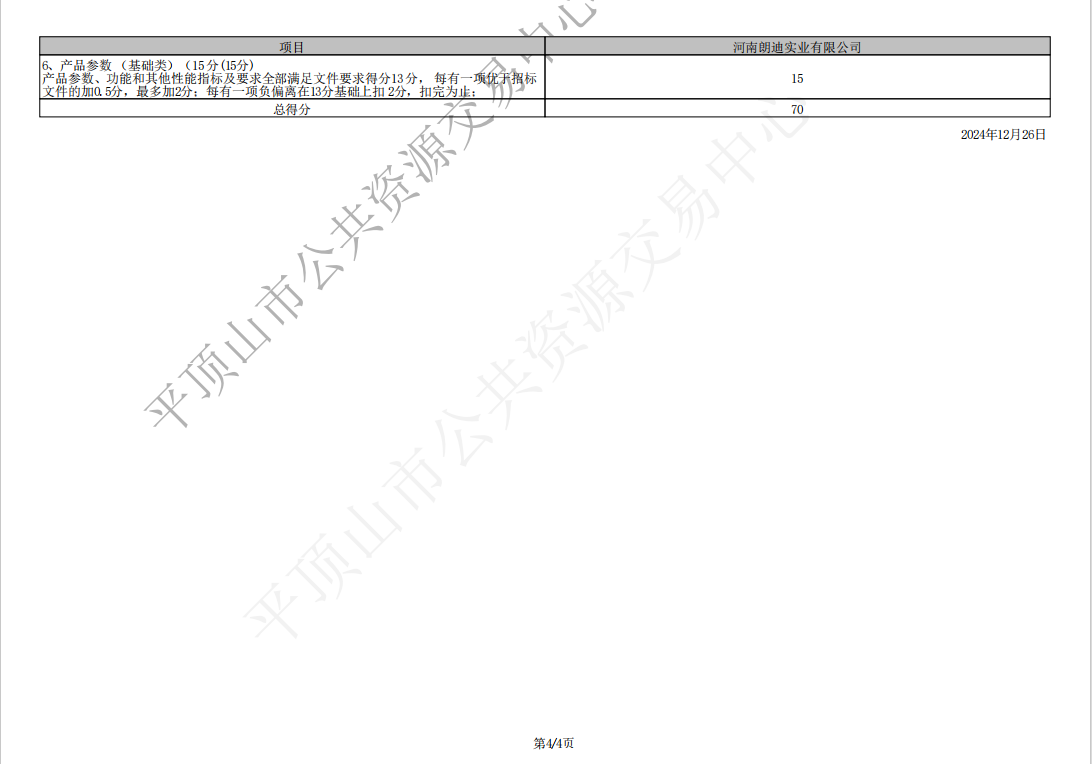 项目
河南朗迪实业有限公司
6、产品参数 （基础类）（15分(15分)
产品参数、功能和其他性能指标及要求全部满足文件要求得分13分， 每有一项优于招标
文件的加0.5分，最多加2分；每有一项负偏离在13分基础上扣 2分，扣完为止；
15
总得分
70
2024年12月26日
平顶山市公共资源交易中心
平顶山市公共资源交易中心
第4/4页